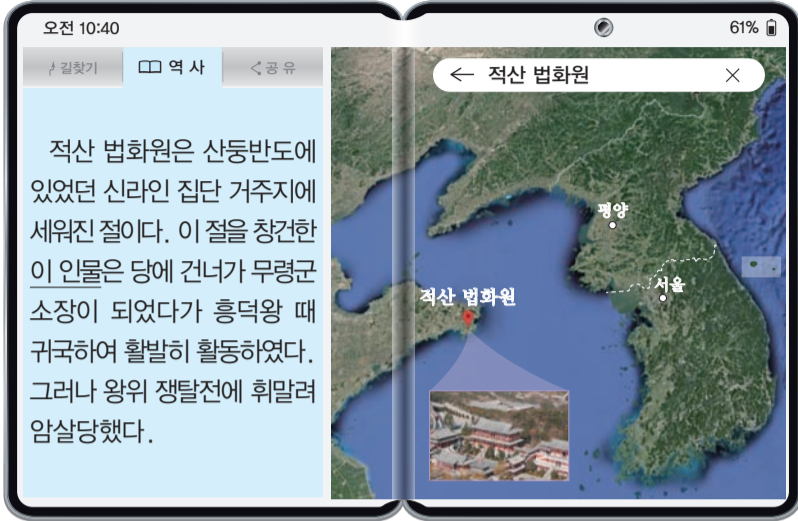 오전 10:40
61%
길찾기
역 사
공 유
적산 법화원은 산둥반도에
있었던 신라인 집단 거주지에
세워진 절이다. 이 절을 창건한
이 인물은 당에 건너가 무령군
소장이 되었다가 흥덕왕 때
귀국하여 활발히 활동하였다.
그러나 왕위 쟁탈전에 휘말려
암살당했다.
적산 법화원
평양
서울
적산 법화원